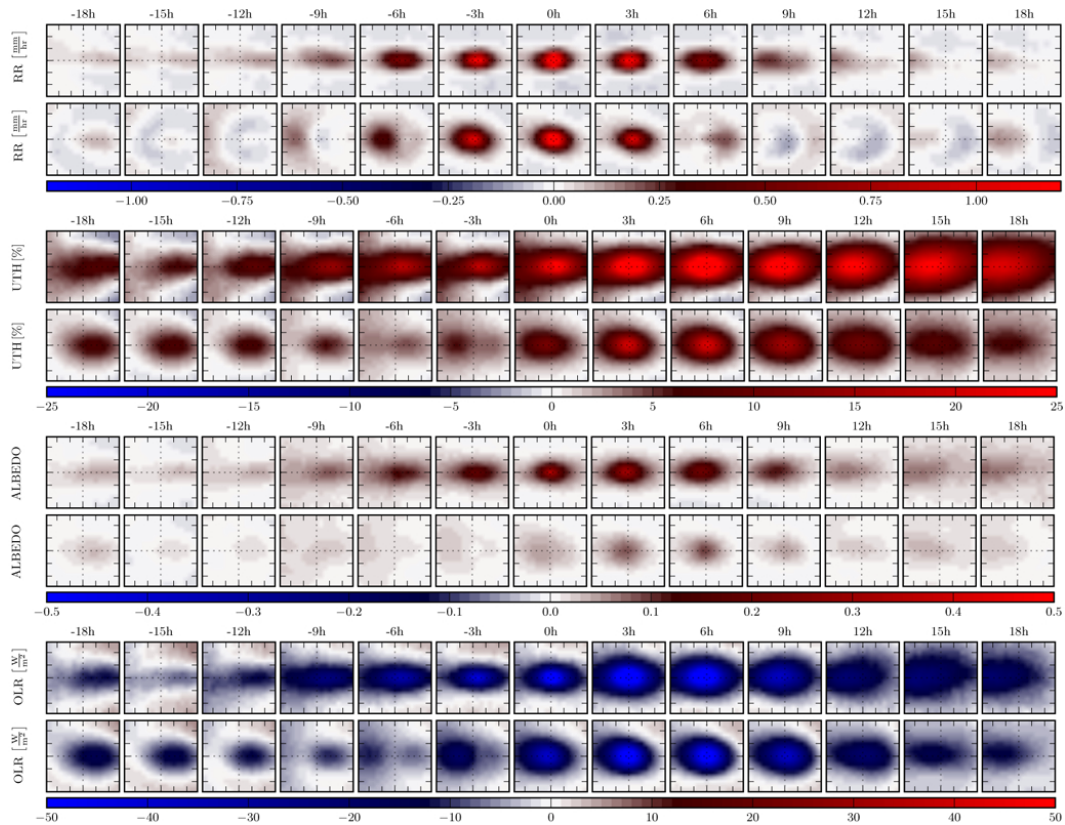 -18h -15h -12h -9h -6h -3h 0h 3h 6h 9h 12h 15h 18h
RR [mm/hr]
RR [mm/hr]
−1.00 −0.75 −0.50 −0.25 0.00 0.25 0.50 0.75 1.00
-18h -15h -12h -9h -6h -3h 0h 3h 6h 9h 12h 15h 18h
UTH [%]
UTH [%]
−25 −20 −15 −10 −5 0 5 10 15 20 25
-18h -15h -12h -9h -6h -3h 0h 3h 6h 9h 12h 15h 18h
ALBEDO
ALBEDO
−0.5 −0.4 −0.3 −0.2 −0.1 0.0 0.1 0.2 0.3 0.4 0.5
-18h -15h -12h -9h -6h -3h 0h 3h 6h 9h 12h 15h 18h
OLR [W/m²]
OLR [W/m²]
−50 −40 −30 −20 −10 0 10 20 30 40 50